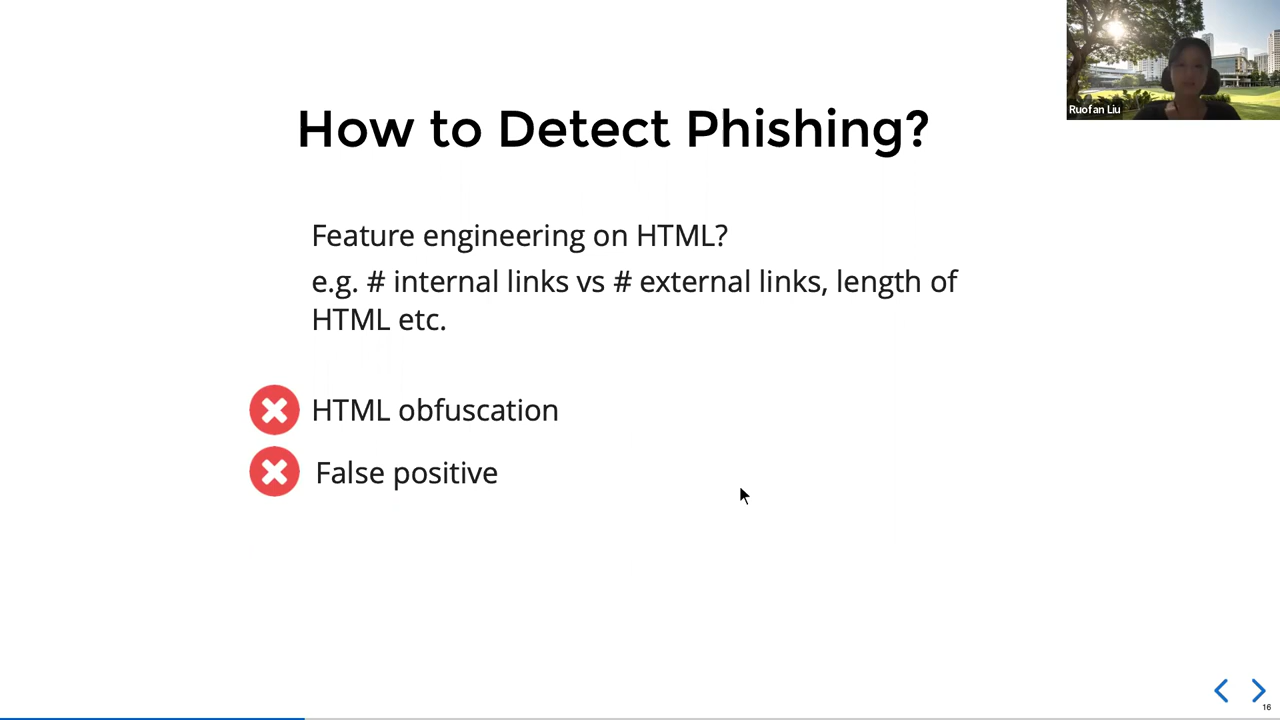 Ruofan Liu
How to Detect Phishing?
Feature engineering on HTML?
e.g. # internal links vs # external links, length of
HTML etc.
HTML obfuscation
False positive
16